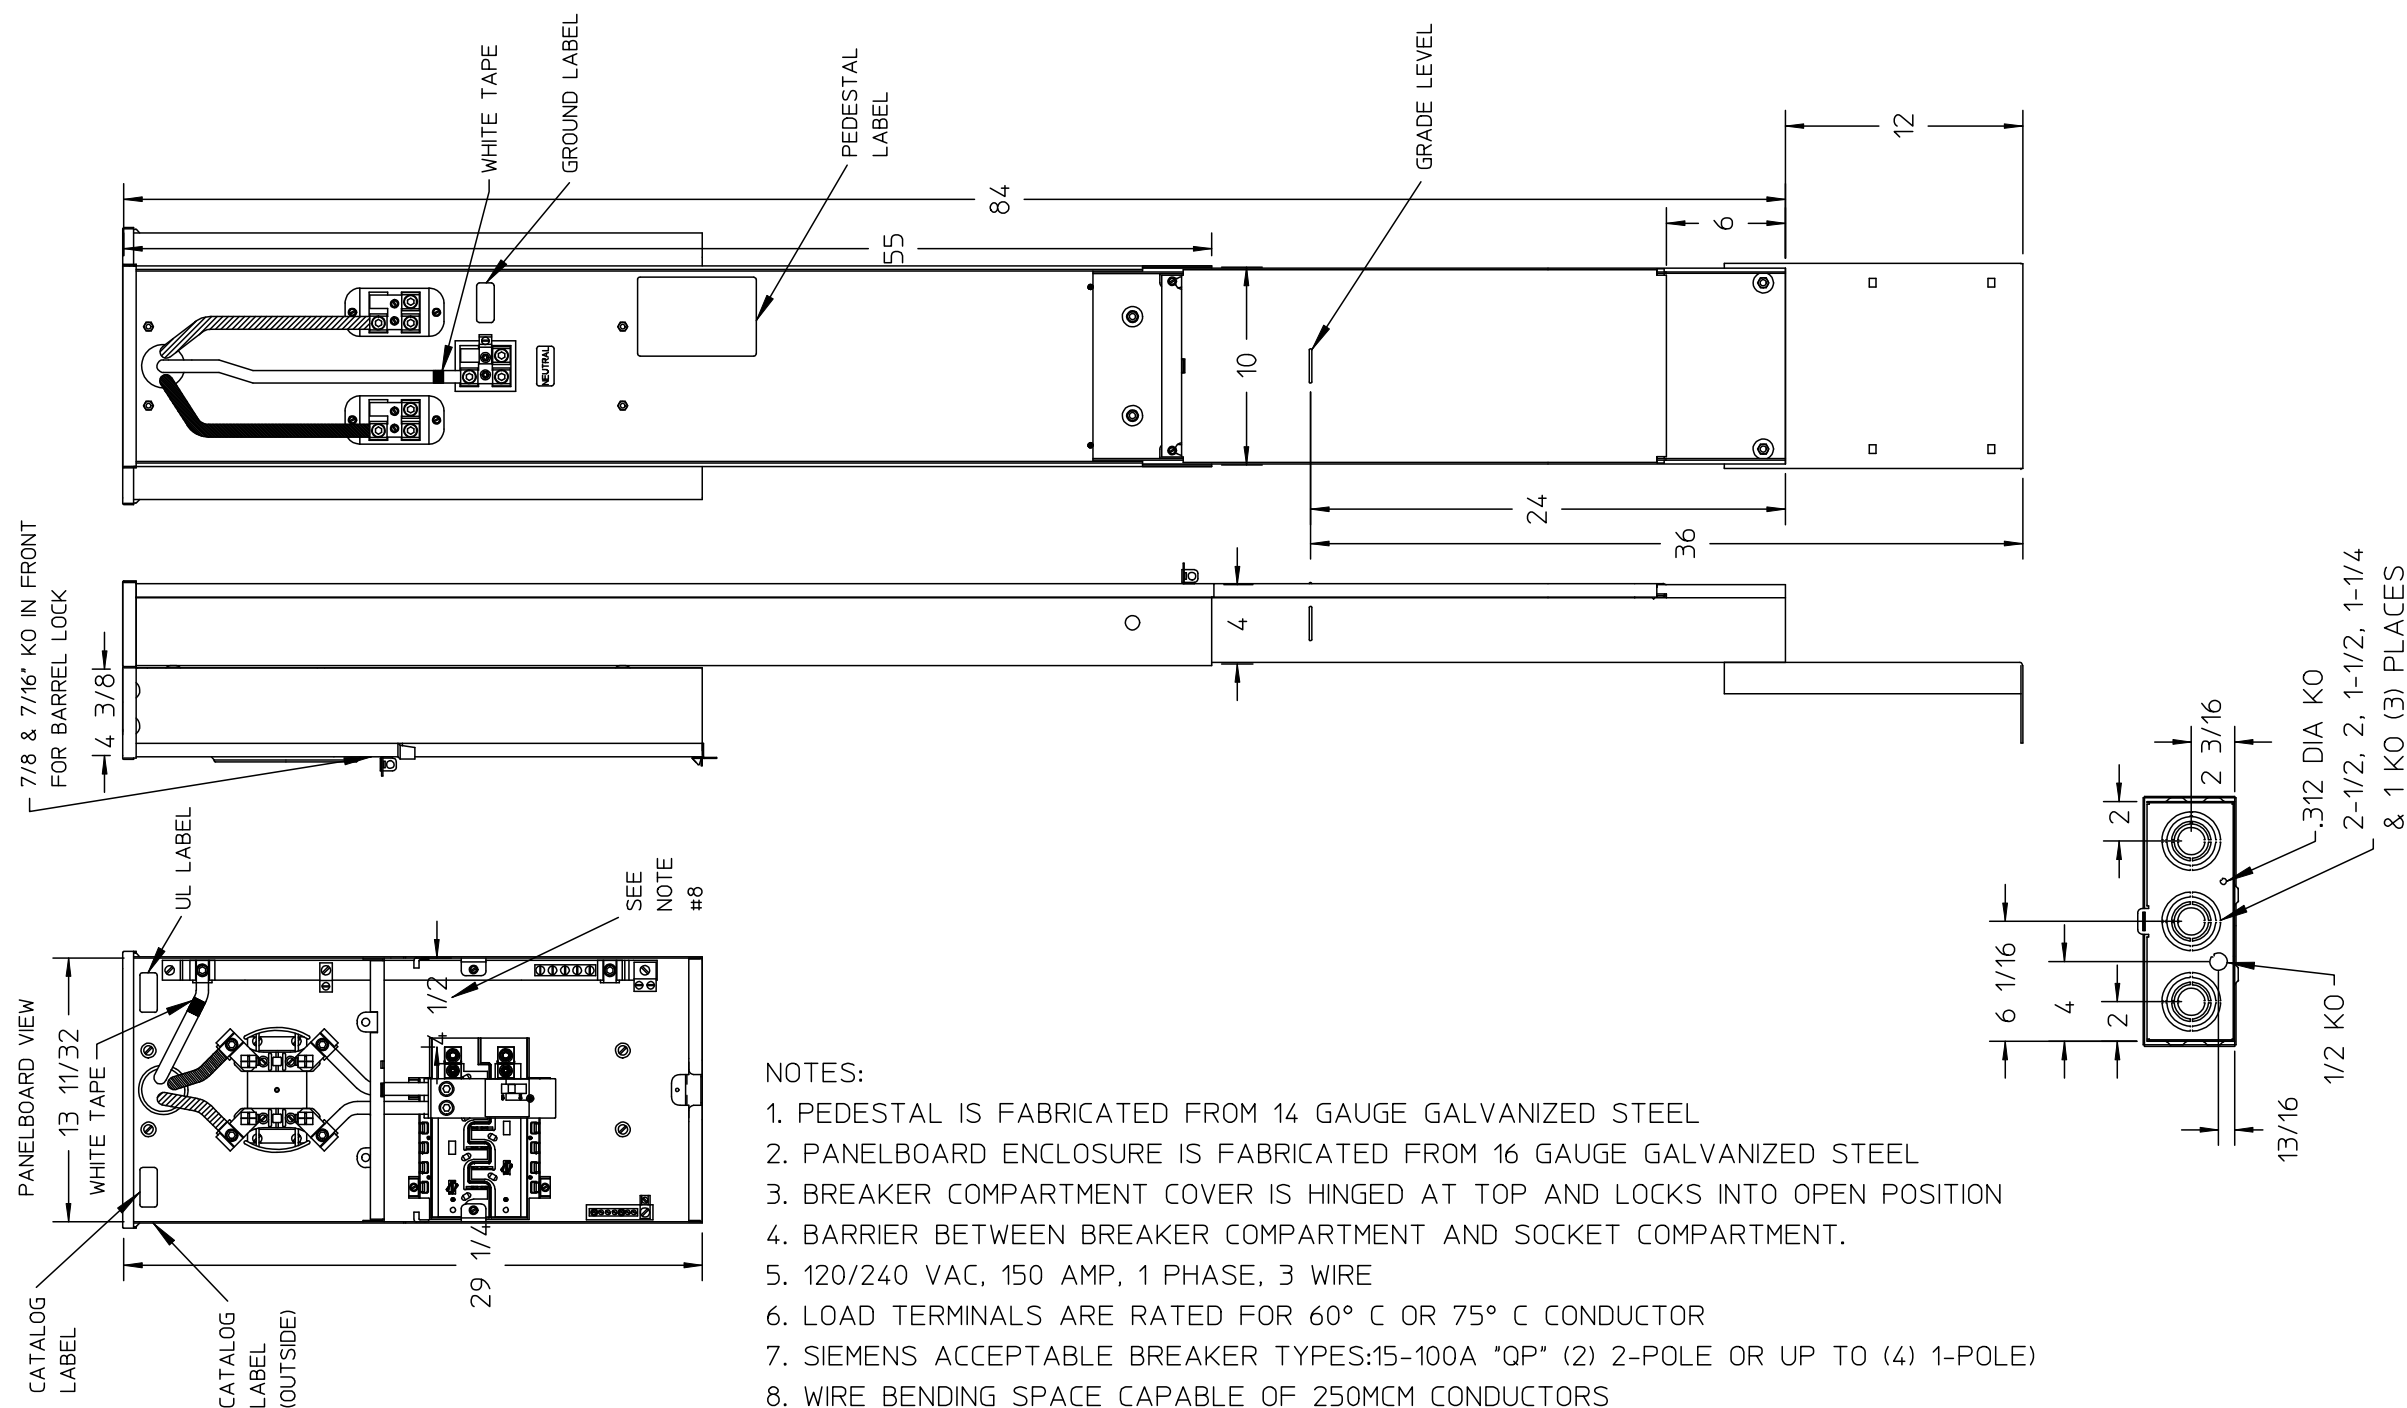 PANELBOARD VIEW
13 11/32
WHITE TAPE
CATALOG
LABEL
CATALOG
LABEL
(OUTSIDE)
UL LABEL
29 1/4
4 1/2
SEE
NOTE
#8
7/8 & 7/16" KO IN FRONT
FOR BARREL LOCK
4 3/8
4
WHITE TAPE
GROUND LABEL
NEUTRAL
PEDESTAL
LABEL
GRADE LEVEL
84
55
10
6
12
24
36
2
2 3/16
.312 DIA KO
2-1/2, 2, 1-1/2, 1-1/4
& 1 KO (3) PLACES
6 1/16
4
2
1/2 KO
13/16
NOTES:
1. PEDESTAL IS FABRICATED FROM 14 GAUGE GALVANIZED STEEL
2. PANELBOARD ENCLOSURE IS FABRICATED FROM 16 GAUGE GALVANIZED STEEL
3. BREAKER COMPARTMENT COVER IS HINGED AT TOP AND LOCKS INTO OPEN POSITION
4. BARRIER BETWEEN BREAKER COMPARTMENT AND SOCKET COMPARTMENT.
5. 120/240 VAC, 150 AMP, 1 PHASE, 3 WIRE
6. LOAD TERMINALS ARE RATED FOR 60° C OR 75° C CONDUCTOR
7. SIEMENS ACCEPTABLE BREAKER TYPES:15-100A "QP" (2) 2-POLE OR UP TO (4) 1-POLE)
8. WIRE BENDING SPACE CAPABLE OF 250MCM CONDUCTORS